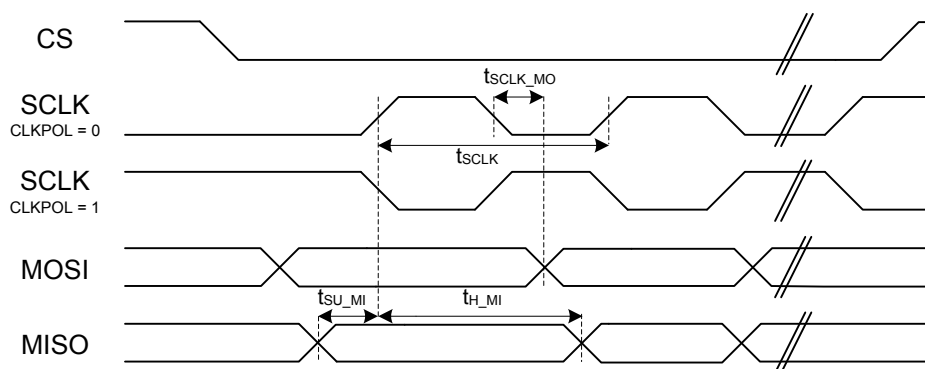 CS
tSCLK_MO
SCLK
CLKPOL = 0
tSCLK
SCLK
CLKPOL = 1
MOSI
tSU_MI
tH_MI
MISO